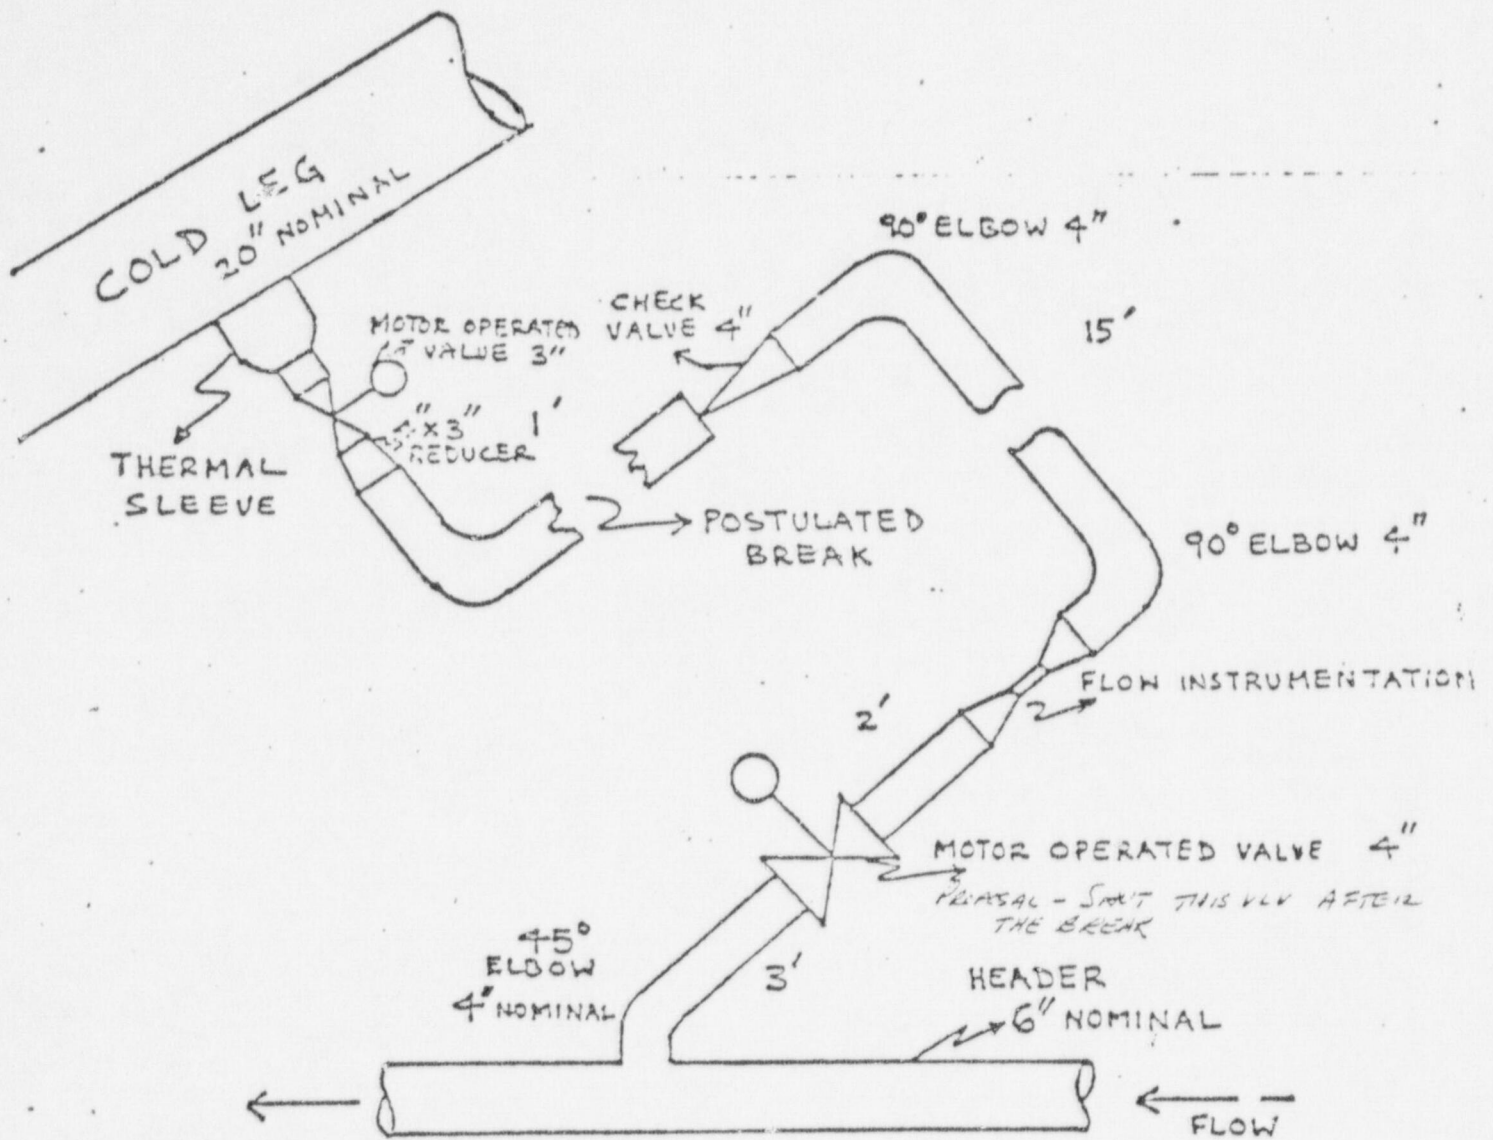 COLD LEG
20" NOMINAL
90° ELBOW 4"
CHECK
VALVE 4"
MOTOR OPERATED
VALUE 3"
15'
4"X3"
REDUCER
1'
THERMAL
SLEEVE
POSTULATED
BREAK
90° ELBOW 4"
FLOW INSTRUMENTATION
2'
MOTOR OPERATED VALVE 4"
THIS VLV AFTER
THE BREAK
45°
ELBOW
4" NOMINAL
3'
HEADER
6" NOMINAL
FLOW